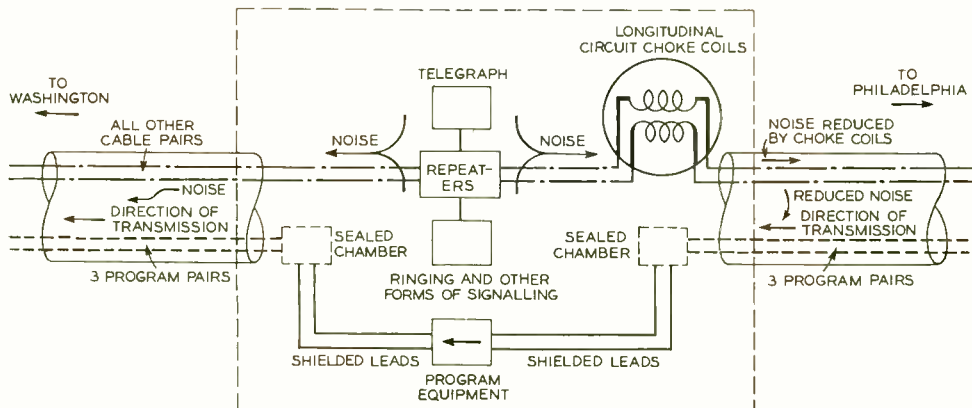 LONGITUDINAL
CIRCUIT CHOKE COILS
TELEGRAPH
TO
WASHINGTON
TO
PHILADELPHIA
ALL OTHER
CABLE PAIRS
NOISE
NOISE
NOISE REDUCED
BY CHOKE COILS
REPEAT-
ERS
NOISE
DIRECTION OF
TRANSMISSION
REDUCED NOISE
DIRECTION OF
TRANSMISSION
SEALED
CHAMBER
SEALED
CHAMBER
3 PROGRAM PAIRS
RINGING AND OTHER
FORMS OF SIGNALLING
3 PROGRAM PAIRS
SHIELDED LEADS
SHIELDED LEADS
PROGRAM
EQUIPMENT